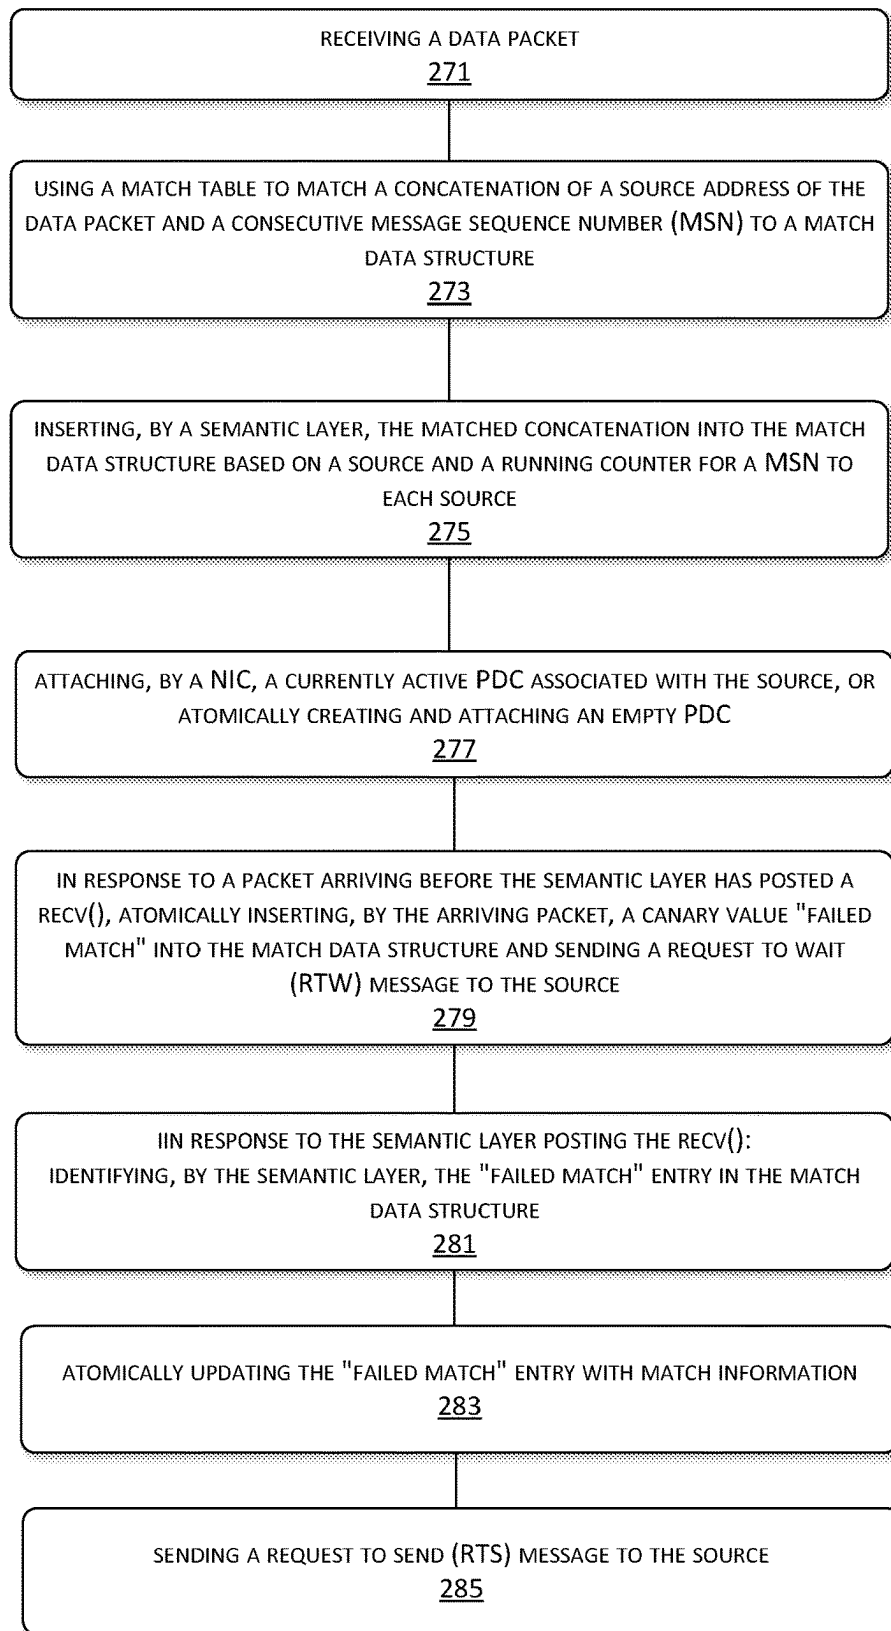 RECEIVING A DATA PACKET
271
USING A MATCH TABLE TO MATCH A CONCATENATION OF A SOURCE ADDRESS OF THE
DATA PACKET AND A CONSECUTIVE MESSAGE SEQUENCE NUMBER (MSN) TO A MATCH
DATA STRUCTURE
273
INSERTING, BY A SEMANTIC LAYER, THE MATCHED CONCATENATION INTO THE MATCH
DATA STRUCTURE BASED ON A SOURCE AND A RUNNING COUNTER FOR A MSN TO
EACH SOURCE
275
ATTACHING, BY A NIC, A CURRENTLY ACTIVE PDC ASSOCIATED WITH THE SOURCE, OR
ATOMICALLY CREATING AND ATTACHING AN EMPTY PDC
277
IN RESPONSE TO A PACKET ARRIVING BEFORE THE SEMANTIC LAYER HAS POSTED A
RECV(), ATOMICALLY INSERTING, BY THE ARRIVING PACKET, A CANARY VALUE "FAILED
MATCH" INTO THE MATCH DATA STRUCTURE AND SENDING A REQUEST TO WAIT
(RTW) MESSAGE TO THE SOURCE
279
IIN RESPONSE TO THE SEMANTIC LAYER POSTING THE RECV():
IDENTIFYING, BY THE SEMANTIC LAYER, THE "FAILED MATCH" ENTRY IN THE MATCH
DATA STRUCTURE
281
ATOMICALLY UPDATING THE "FAILED MATCH" ENTRY WITH MATCH INFORMATION
283
SENDING A REQUEST TO SEND (RTS) MESSAGE TO THE SOURCE
285